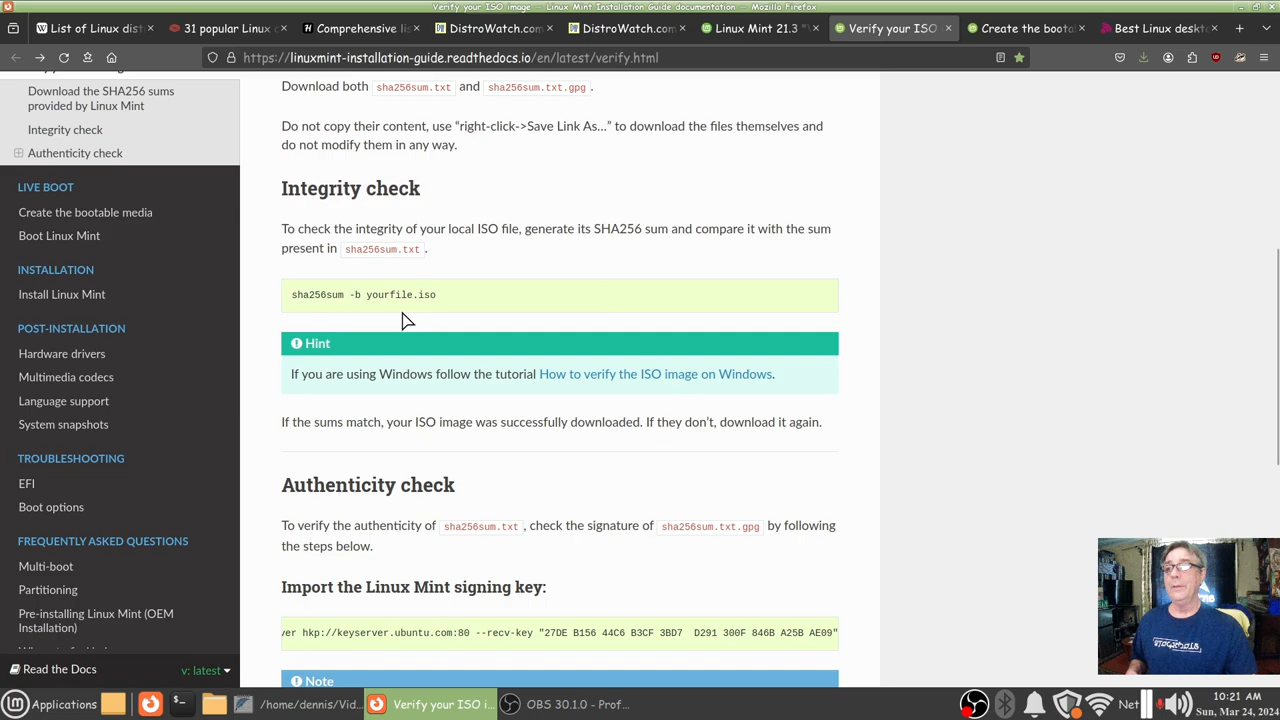 Verify your ISO image — Linux Mint Installation Guide documentation — Mozilla Firefox
List of Linux dist
31 popular Linux d
Comprehensive lis
DistroWatch.com:
DistroWatch.com:
Linux Mint 21.3 "V
Verify your ISO
Create the bootab
Best Linux deskto
https://linuxmint-installation-guide.readthedocs.io/en/latest/verify.html
Download the SHA256 sums
provided by Linux Mint
Integrity check
Authenticity check
LIVE BOOT
Create the bootable media
Boot Linux Mint
INSTALLATION
Install Linux Mint
POST-INSTALLATION
Hardware drivers
Multimedia codecs
Language support
System snapshots
TROUBLESHOOTING
EFI
Boot options
FREQUENTLY ASKED QUESTIONS
Multi-boot
Partitioning
Pre-installing Linux Mint (OEM
Installation)
Read the Docs
v: latest
Download both sha256sum.txt and sha256sum.txt.gpg.
Do not copy their content, use “right-click->Save Link As…” to download the files themselves and
do not modify them in any way.
Integrity check
To check the integrity of your local ISO file, generate its SHA256 sum and compare it with the sum
present in sha256sum.txt.
sha256sum -b yourfile.iso
Hint
If you are using Windows follow the tutorial How to verify the ISO image on Windows.
If the sums match, your ISO image was successfully downloaded. If they don’t, download it again.
Authenticity check
To verify the authenticity of sha256sum.txt, check the signature of sha256sum.txt.gpg by following
the steps below.
Import the Linux Mint signing key:
ver hkp://keyserver.ubuntu.com:80 --recv-key "27DE B156 44C6 B3CF 3BD7  D291 300F 846B A25B AE09"
Note
Applications
/home/dennis/Vid...
Verify your ISO i...
OBS 30.1.0 - Prof...
Net
10:21 AM
Sun, Mar 24, 2024